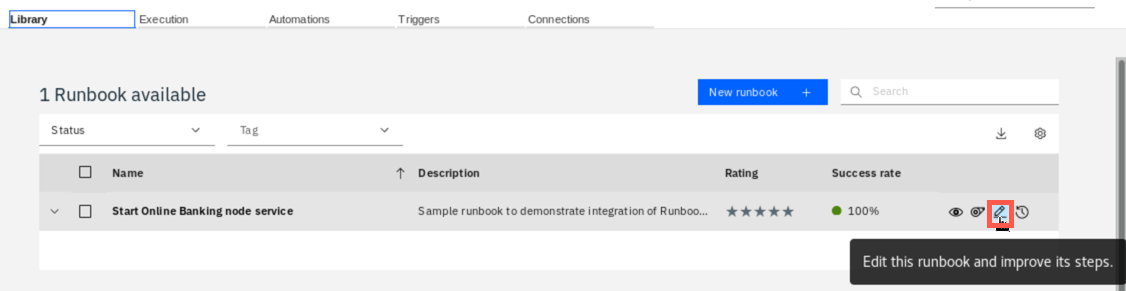 Library Execution Automations Triggers Connections
1 Runbook available
New runbook +
Search
Status
Tag
Name Description Rating Success rate
Start Online Banking node service Sample runbook to demonstrate integration of Runboo... 100%
Edit this runbook and improve its steps.